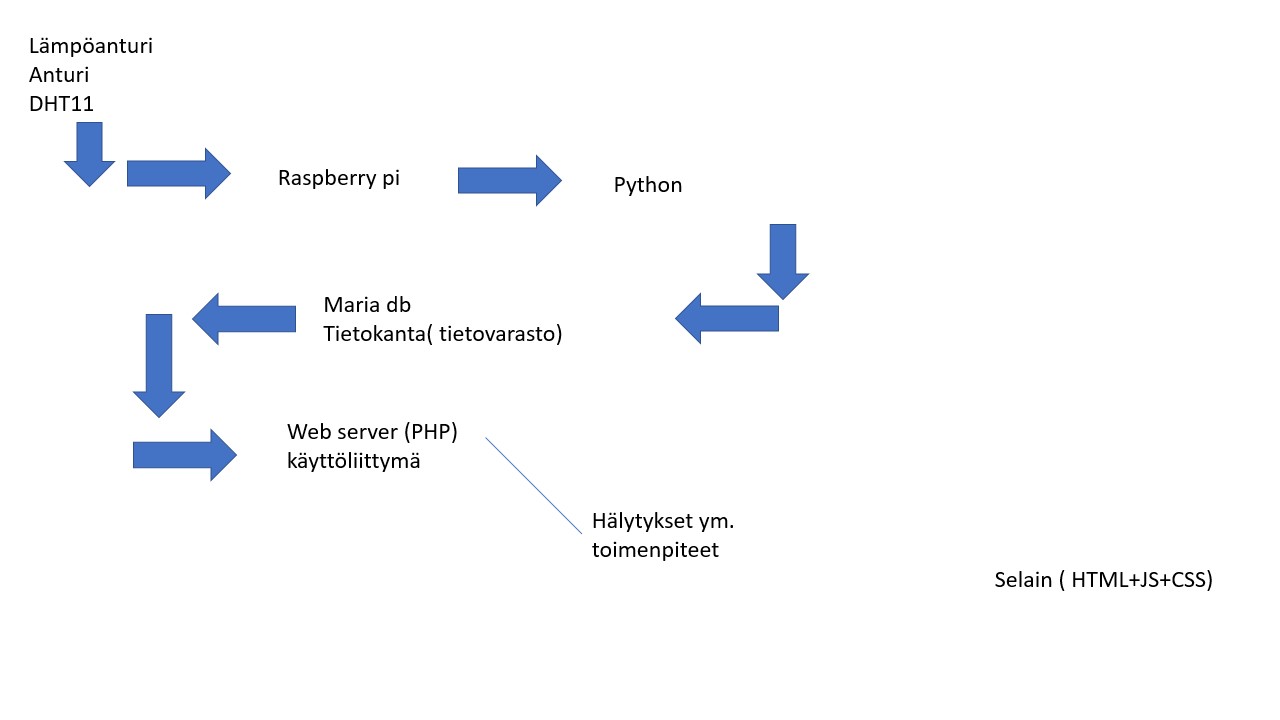 Lämpöanturi
Anturi
DHT11
Raspberry pi
Python
Maria db
Tietokanta( tietovarasto)
Web server (PHP)
käyttöliittymä
Hälytykset ym.
toimenpiteet
Selain ( HTML+JS+CSS)